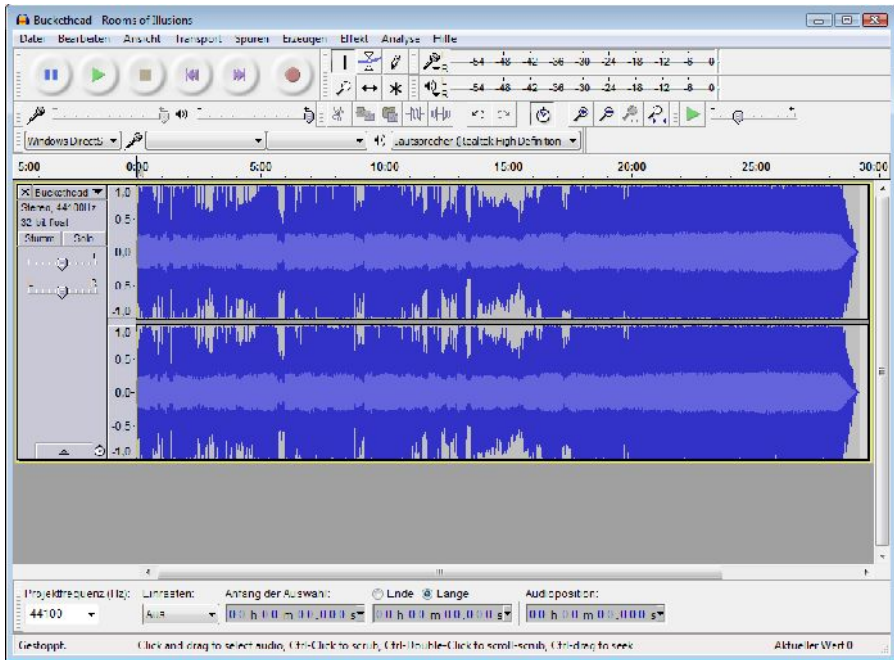 Buckethead - Rooms of Illusions
Datei Bearbeiten Ansicht Transport Spuren Erzeugen Effekt Analyse Hilfe
-54 -48 -42 -36 -30 -24 -18 -12 -6 0
-54 -48 -42 -36 -30 -24 -18 -12 -6 0
Windows DirectS Lautsprecher (Realtek High Definition
5:00 0:00 5:00 10:00 15:00 20:00 25:00 30:00
X Buckethead 1,0
Stereo, 44100Hz
32-bit float 0,5-
Stumm Solo
0,0
0,5
-1,0
1,0
0,5-
0,0-
-0,5-
-1,0
Projektfrequenz (Hz): Einrasten: Anfang der Auswahl: Ende Länge Audioposition:
44100 Aus 00 h 00 m 00,000 s 00 h 00 m 00,000 s 00 h 00 m 00,000 s
Gestoppt. Click and drag to select audio, Ctrl-Click to scrub, Ctrl-Double-Click to scroll-scrub, Ctrl-drag to seek Aktueller Wert 0